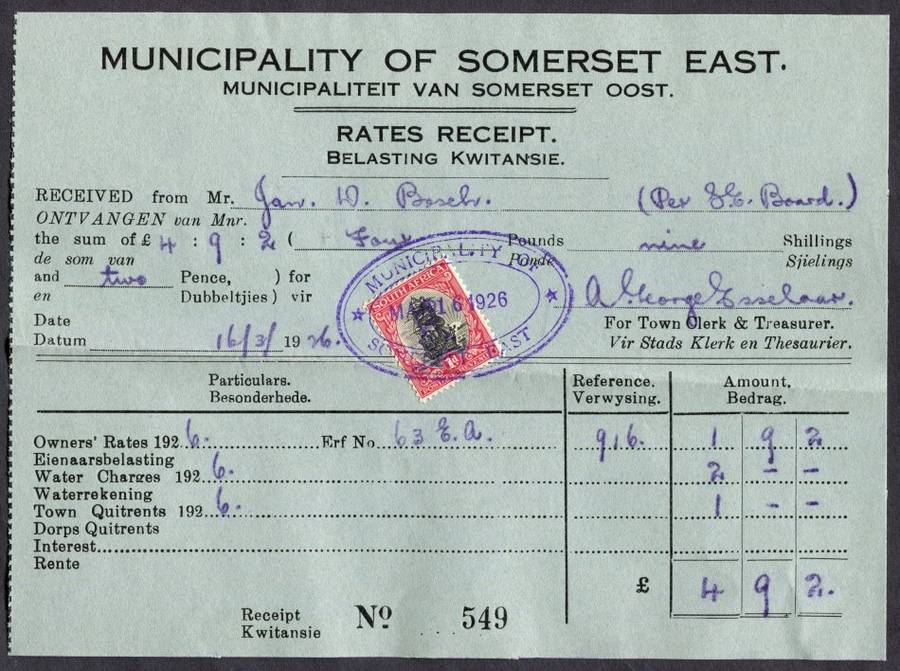 MUNICIPALITY OF SOMERSET EAST.
MUNICIPALITEIT VAN SOMERSET OOST.
RATES RECEIPT.
BELASTING KWITANSIE.
RECEIVED from Mr. Jan. W. Bosch. (Per S.E. Board.)
ONTVANGEN van Mnr.
the sum of £ 4 : 9 : 2 ( Four Pounds nine Shillings
de som van Ponde Sjielings
and two Pence, ) for
en Dubbeltjies) vir
MUNICIPALITY OF
SOUTH AFRICA
MAR 16 1926
1d
EAST
Date
Datum 16/3/ 1926.
For Town Clerk & Treasurer.
Vir Stads Klerk en Thesaurier.
Particulars. Reference. Amount.
Besonderhede. Verwysing. Bedrag.
Owners' Rates 1926. Erf No. 63 E.A. 916. 1 9 2
Eienaarsbelasting
Water Charges 1926. 2 - -
Waterrekening
Town Quitrents 1926. 1 - -
Dorps Quitrents
Interest
Rente
£ 4 9 2.
Receipt No 549
Kwitansie